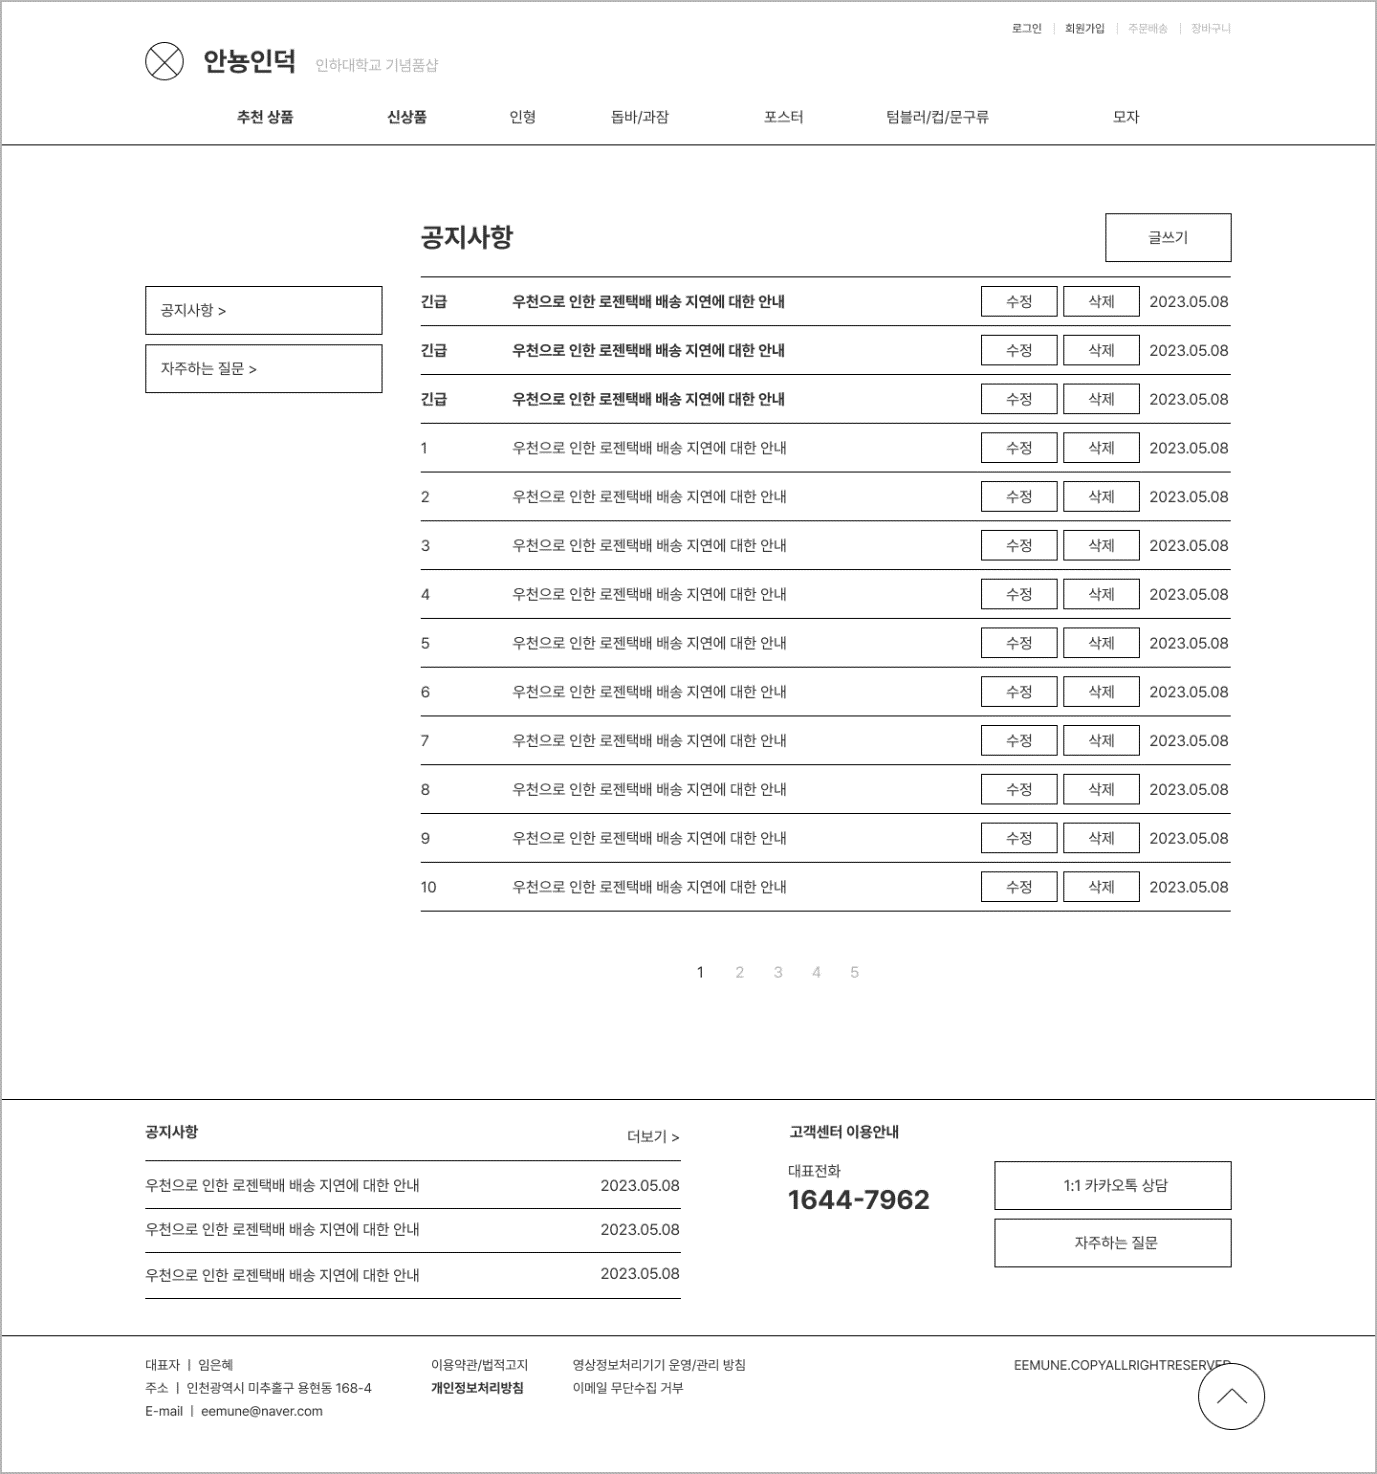 로그인 | 회원가입 | 주문배송 | 장바구니
안뇽인덕 인하대학교 기념품샵
추천 상품 신상품 인형 돕바/과잠 포스터 텀블러/컵/문구류 모자
공지사항 글쓰기
공지사항 >
자주하는 질문 >
긴급 우천으로 인한 로젠택배 배송 지연에 대한 안내 수정 삭제 2023.05.08
긴급 우천으로 인한 로젠택배 배송 지연에 대한 안내 수정 삭제 2023.05.08
긴급 우천으로 인한 로젠택배 배송 지연에 대한 안내 수정 삭제 2023.05.08
1 우천으로 인한 로젠택배 배송 지연에 대한 안내 수정 삭제 2023.05.08
2 우천으로 인한 로젠택배 배송 지연에 대한 안내 수정 삭제 2023.05.08
3 우천으로 인한 로젠택배 배송 지연에 대한 안내 수정 삭제 2023.05.08
4 우천으로 인한 로젠택배 배송 지연에 대한 안내 수정 삭제 2023.05.08
5 우천으로 인한 로젠택배 배송 지연에 대한 안내 수정 삭제 2023.05.08
6 우천으로 인한 로젠택배 배송 지연에 대한 안내 수정 삭제 2023.05.08
7 우천으로 인한 로젠택배 배송 지연에 대한 안내 수정 삭제 2023.05.08
8 우천으로 인한 로젠택배 배송 지연에 대한 안내 수정 삭제 2023.05.08
9 우천으로 인한 로젠택배 배송 지연에 대한 안내 수정 삭제 2023.05.08
10 우천으로 인한 로젠택배 배송 지연에 대한 안내 수정 삭제 2023.05.08
1 2 3 4 5
공지사항 더보기 >
우천으로 인한 로젠택배 배송 지연에 대한 안내 2023.05.08
우천으로 인한 로젠택배 배송 지연에 대한 안내 2023.05.08
우천으로 인한 로젠택배 배송 지연에 대한 안내 2023.05.08
고객센터 이용안내
대표전화
1644-7962
1:1 카카오톡 상담
자주하는 질문
대표자 | 임은혜
주소 | 인천광역시 미추홀구 용현동 168-4
E-mail | eemune@naver.com
이용약관/법적고지
개인정보처리방침
영상정보처리기기 운영/관리 방침
이메일 무단수집 거부
EEMUNE.COPYALLRIGHTRESERVED